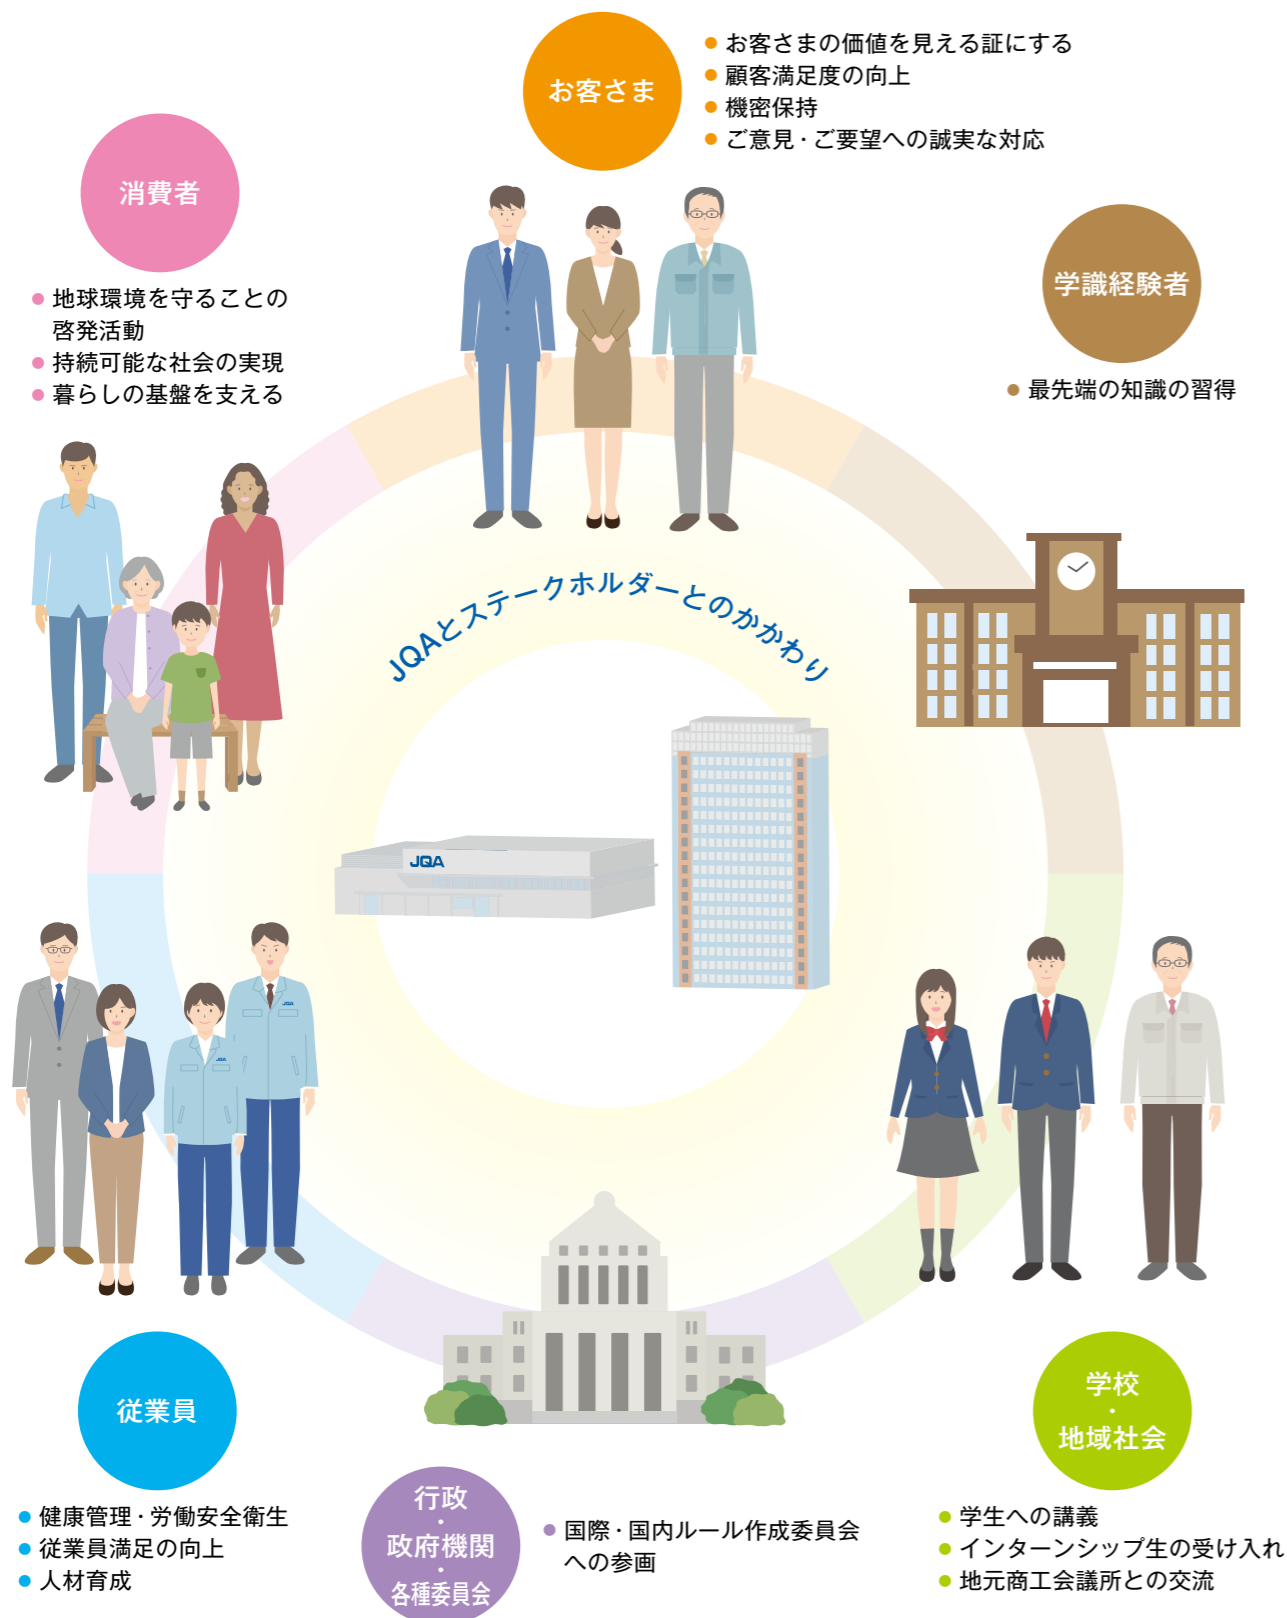 お客さま
お客さまの価値を見える証にする
顧客満足度の向上
機密保持
ご意見・ご要望への誠実な対応
消費者
地球環境を守ることの
啓発活動
持続可能な社会の実現
暮らしの基盤を支える
学識経験者
最先端の知識の習得
JQAとステークホルダーとのかかわり
JQA
JQA
JQA
従業員
健康管理・労働安全衛生
従業員満足の向上
人材育成
行政
・
政府機関
・
各種委員会
国際・国内ルール作成委員会
への参画
学校
・
地域社会
学生への講義
インターンシップ生の受け入れ
地元商工会議所との交流